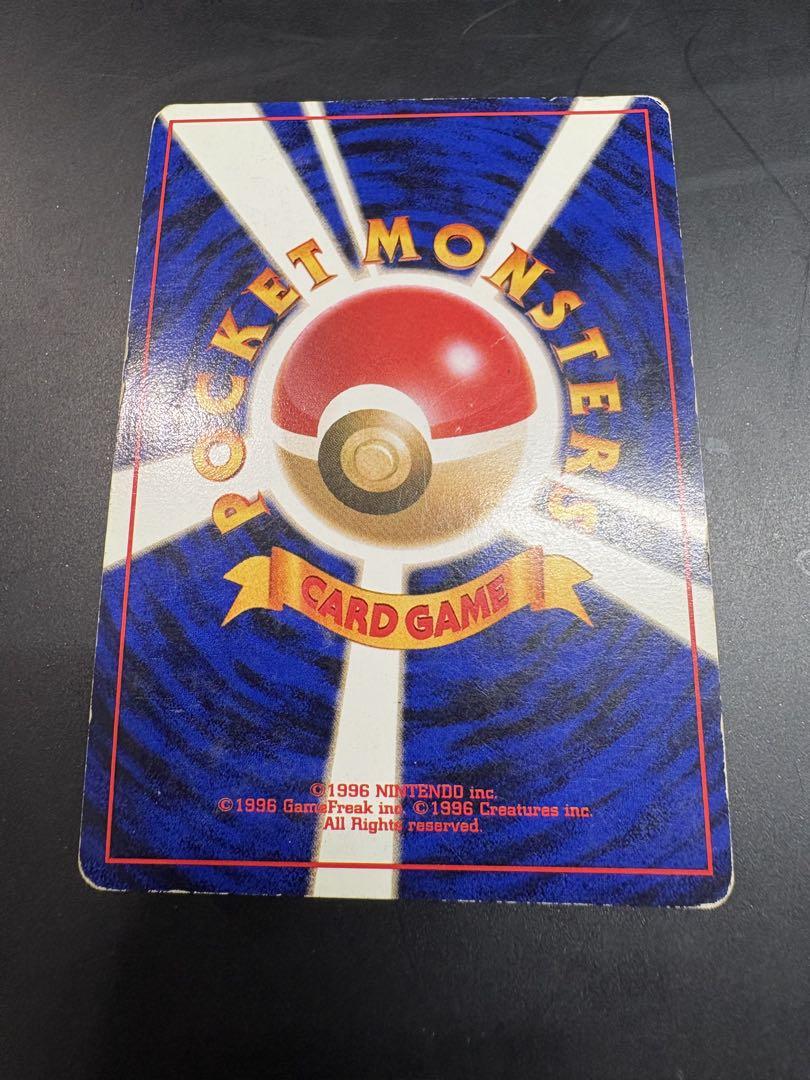 POCKET MONSTERS
CARD GAME
©1996 NINTENDO inc.
©1996 GameFreak inc. ©1996 Creatures inc.
All Rights reserved.